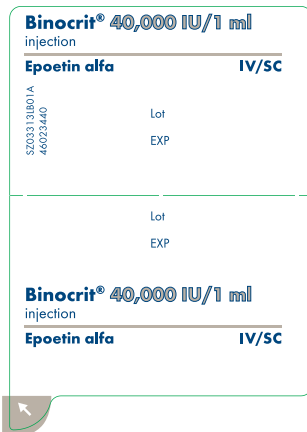 Binocrit® 40,000 IU/1 ml
injection
Epoetin alfa IV/SC
SZ03313LB01A
46023440
Lot
EXP
Lot
EXP
Binocrit® 40,000 IU/1 ml
injection
Epoetin alfa IV/SC